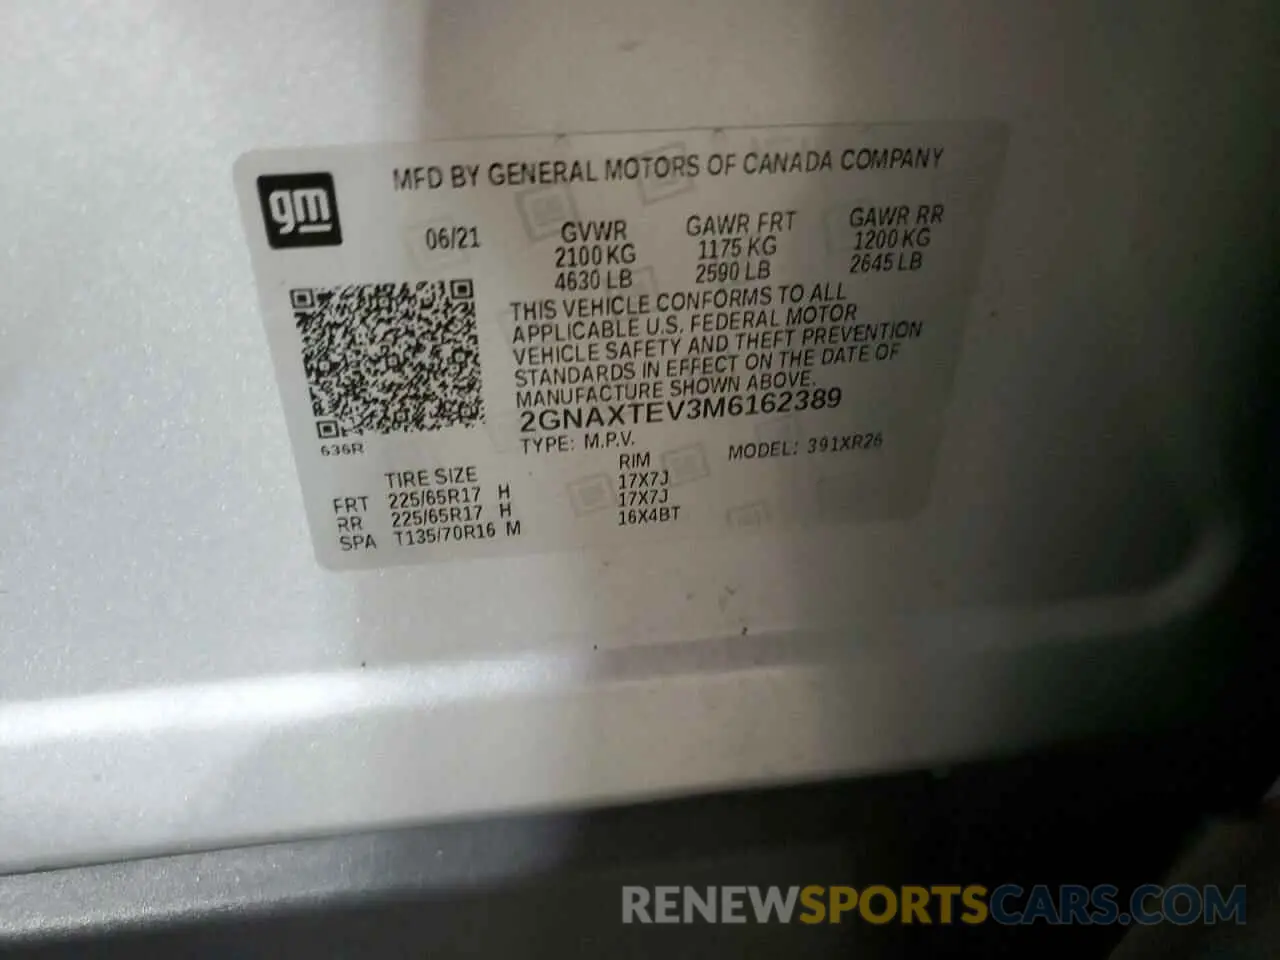 gm
MFD BY GENERAL MOTORS OF CANADA COMPANY
06/21 GVWR GAWR FRT GAWR RR
2100 KG 1175 KG 1200 KG
4630 LB 2590 LB 2645 LB
THIS VEHICLE CONFORMS TO ALL
APPLICABLE U.S. FEDERAL MOTOR
VEHICLE SAFETY AND THEFT PREVENTION
STANDARDS IN EFFECT ON THE DATE OF
MANUFACTURE SHOWN ABOVE.
2GNAXTEV3M6162389
636R TYPE: M.P.V. MODEL: 391XR26
TIRE SIZE RIM
FRT 225/65R17 H 17X7J
RR 225/65R17 H 17X7J
SPA T135/70R16 M 16X4BT
RENEWSPORTSCARS.COM